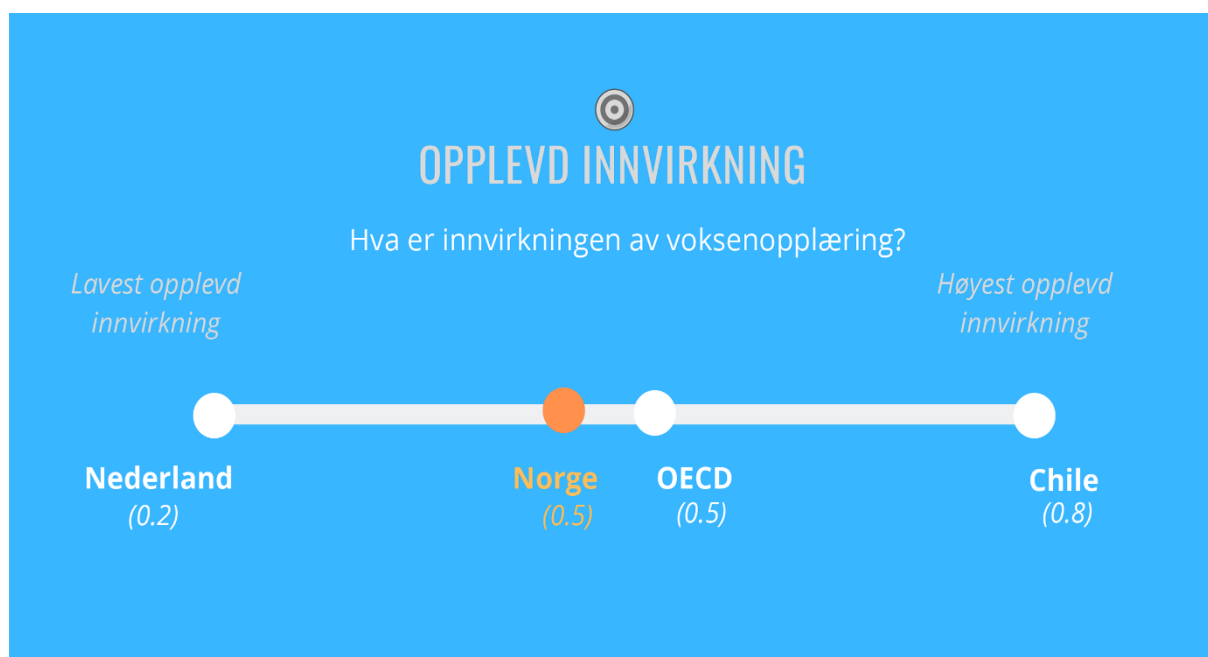 OPPLEVD INNVIRKNING
Hva er innvirkningen av voksenopplæring?
Lavest opplevd
innvirkning
Høyest opplevd
innvirkning
Nederland
(0.2)
Norge
(0.5)
OECD
(0.5)
Chile
(0.8)